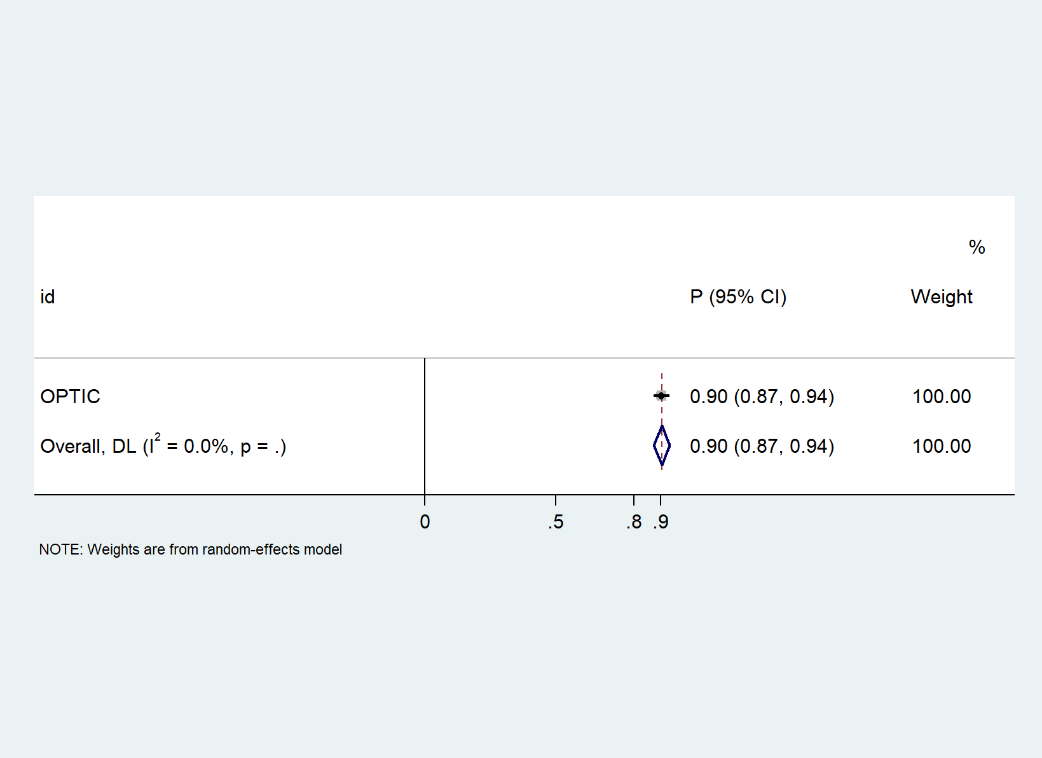 %
id P (95% CI) Weight
OPTIC 0.90 (0.87, 0.94) 100.00
Overall, DL (I² = 0.0%, p = .) 0.90 (0.87, 0.94) 100.00
0 .5 .8 .9
NOTE: Weights are from random-effects model